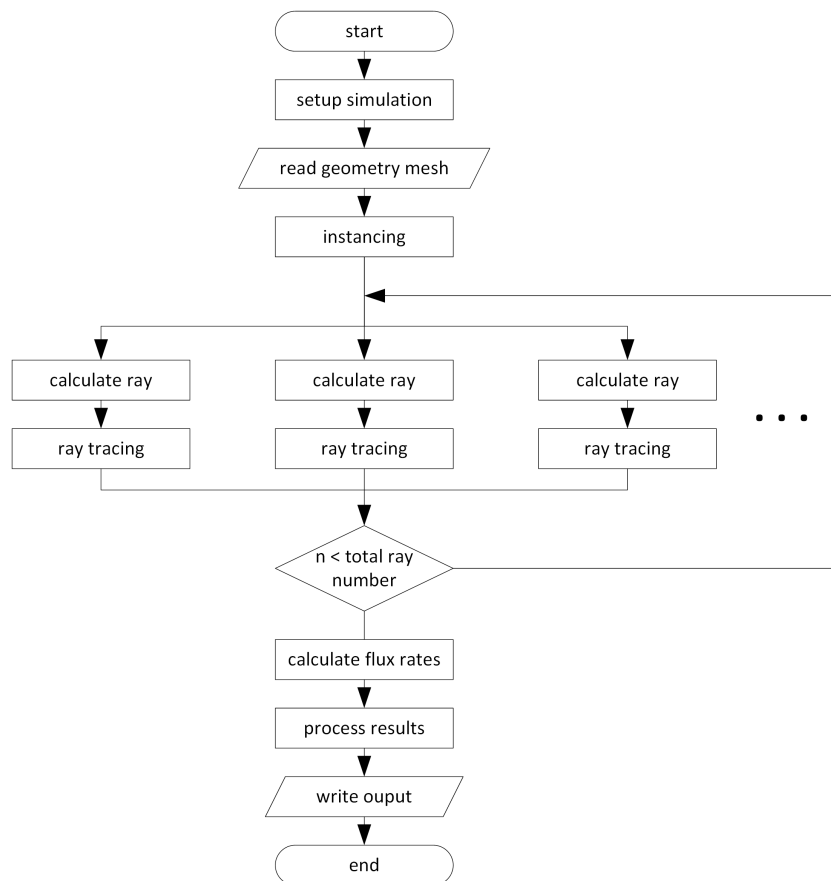 start
setup simulation
read geometry mesh
instancing
calculate ray
calculate ray
calculate ray
. . .
ray tracing
ray tracing
ray tracing
n < total ray
number
calculate flux rates
process results
write ouput
end